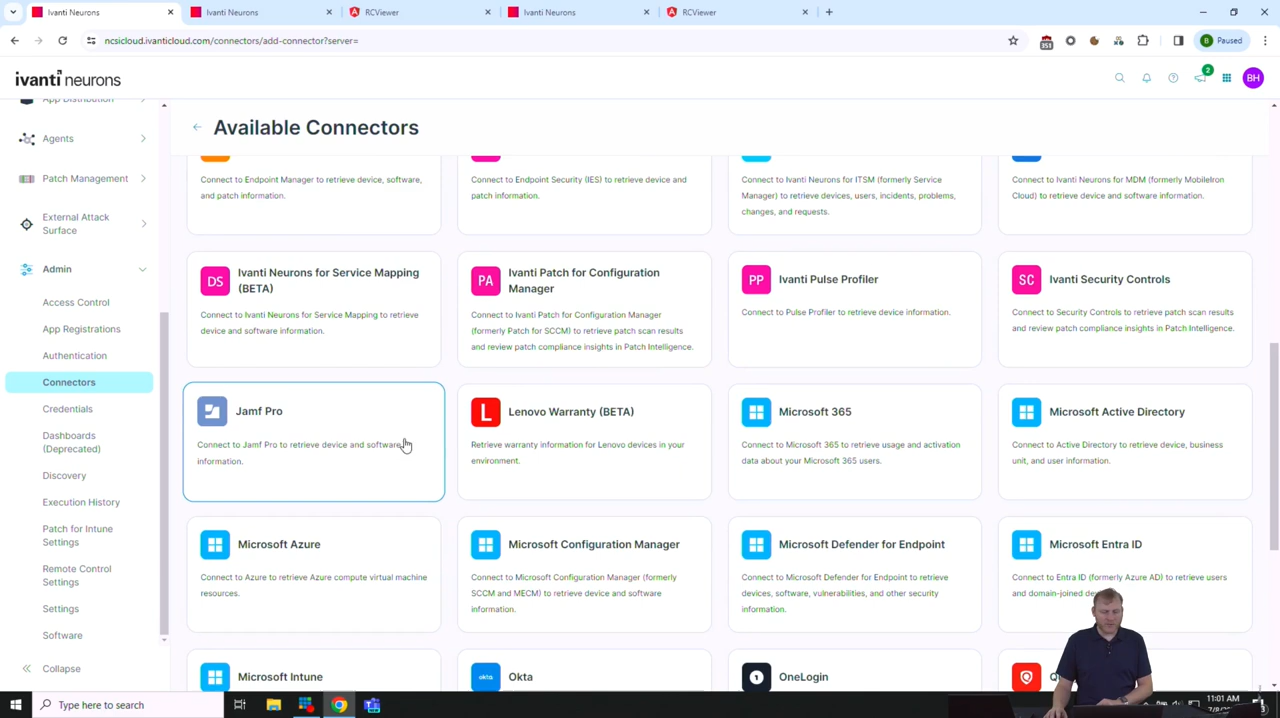 Ivanti Neurons
Ivanti Neurons
RCViewer
Ivanti Neurons
RCViewer
ncsicloud.ivanticloud.com/connectors/add-connector?server=
351
B Paused
ivanti neurons
2
BH
App Distribution
Agents
Patch Management
External Attack
Surface
Admin
Access Control
App Registrations
Authentication
Connectors
Credentials
Dashboards
(Deprecated)
Discovery
Execution History
Patch for Intune
Settings
Remote Control
Settings
Settings
Software
Collapse
Available Connectors
Connect to Endpoint Manager to retrieve device, software,
and patch information.
Connect to Endpoint Security (IES) to retrieve device and
patch information.
Connect to Ivanti Neurons for ITSM (formerly Service
Manager) to retrieve devices, users, incidents, problems,
changes, and requests.
Connect to Ivanti Neurons for MDM (formerly MobileIron
Cloud) to retrieve device and software information.
DS
Ivanti Neurons for Service Mapping
(BETA)
Connect to Ivanti Neurons for Service Mapping to retrieve
device and software information.
PA
Ivanti Patch for Configuration
Manager
Connect to Ivanti Patch for Configuration Manager
(formerly Patch for SCCM) to retrieve patch scan results
and review patch compliance insights in Patch Intelligence.
PP
Ivanti Pulse Profiler
Connect to Pulse Profiler to retrieve device information.
SC
Ivanti Security Controls
Connect to Security Controls to retrieve patch scan results
and review patch compliance insights in Patch Intelligence.
Jamf Pro
Connect to Jamf Pro to retrieve device and software
information.
L
Lenovo Warranty (BETA)
Retrieve warranty information for Lenovo devices in your
environment.
Microsoft 365
Connect to Microsoft 365 to retrieve usage and activation
data about your Microsoft 365 users.
Microsoft Active Directory
Connect to Active Directory to retrieve device, business
unit, and user information.
Microsoft Azure
Connect to Azure to retrieve Azure compute virtual machine
resources.
Microsoft Configuration Manager
Connect to Microsoft Configuration Manager (formerly
SCCM and MECM) to retrieve device and software
information.
Microsoft Defender for Endpoint
Connect to Microsoft Defender for Endpoint to retrieve
devices, software, vulnerabilities, and other security
information.
Microsoft Entra ID
Connect to Entra ID (formerly Azure AD) to retrieve users
and domain-joined
Microsoft Intune
okta
Okta
OneLogin
Type here to search
11:01 AM